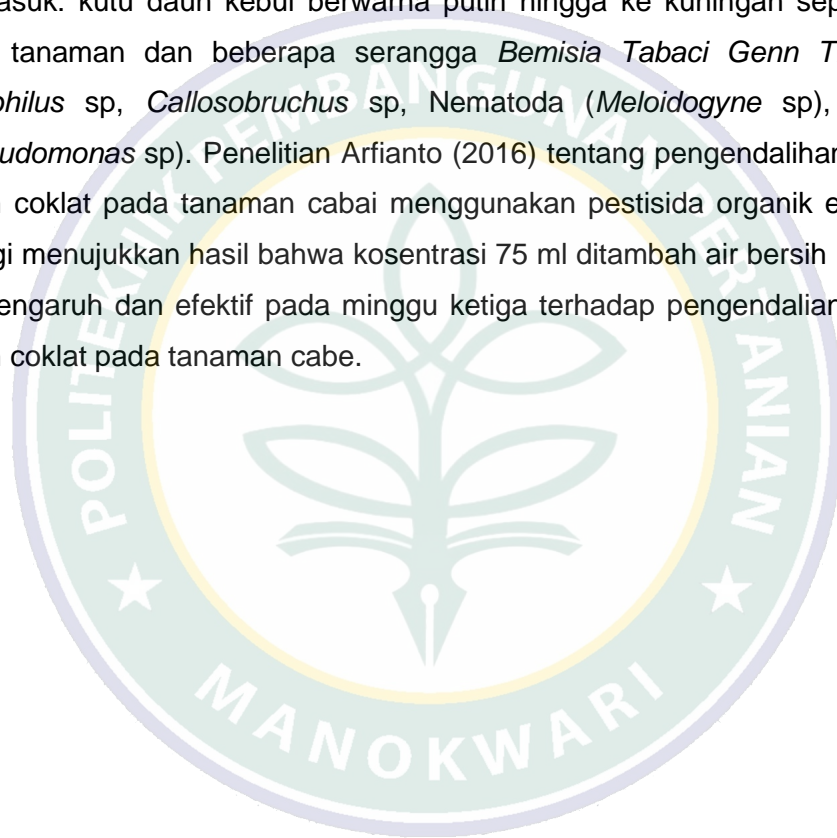 asuk. kutu daun kebul berwarna putih hingga ke kuningan sep
tanaman dan beberapa serangga Bemisia Tabaci Genn T
ophilus sp, Callosobruchus sp, Nematoda (Meloidogyne sp),
udomonas sp). Penelitian Arfianto (2016) tentang pengendalihan
coklat pada tanaman cabai menggunakan pestisida organik e
gi menujukkan hasil bahwa kosentrasi 75 ml ditambah air bersih
engaruh dan efektif pada minggu ketiga terhadap pengendalian
coklat pada tanaman cabe.
POLITEKNIK PEMBANGUNAN PERTANIAN
MANOKWARI